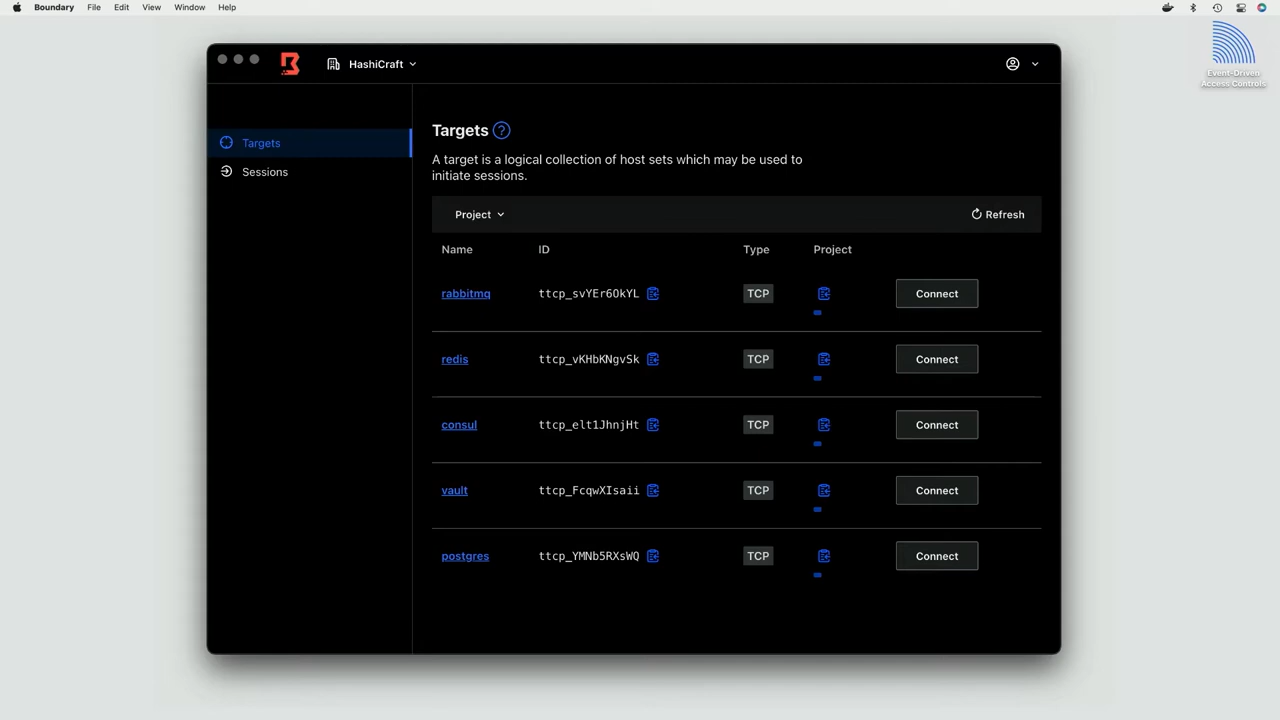 Boundary File Edit View Window Help
HashiCraft
Event-Driven
Access Controls
Targets
Sessions
Targets ?
A target is a logical collection of host sets which may be used to
initiate sessions.
Project Refresh
Name ID Type Project
rabbitmq ttcp_svYEr6OkYL TCP Connect
redis ttcp_vKHbKNgvSk TCP Connect
consul ttcp_elt1JhnjHt TCP Connect
vault ttcp_FcqwXIsaii TCP Connect
postgres ttcp_YMNb5RXsWQ TCP Connect